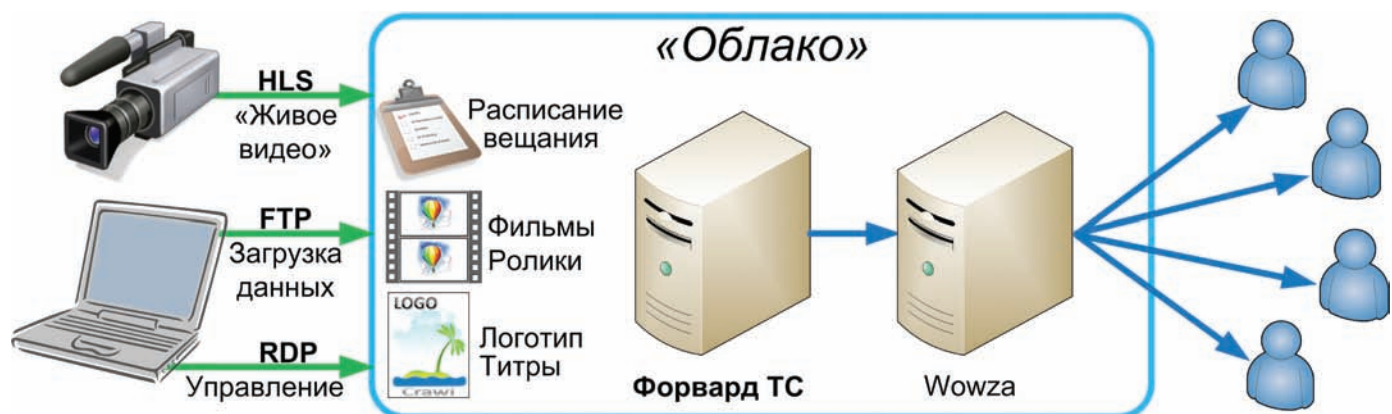 «Облако»
HLS
«Живое
видео»
Расписание
вещания
FTP
Загрузка
данных
Фильмы
Ролики
LOGO
Crawl
RDP
Управление
Логотип
Титры
Форвард ТС
Wowza